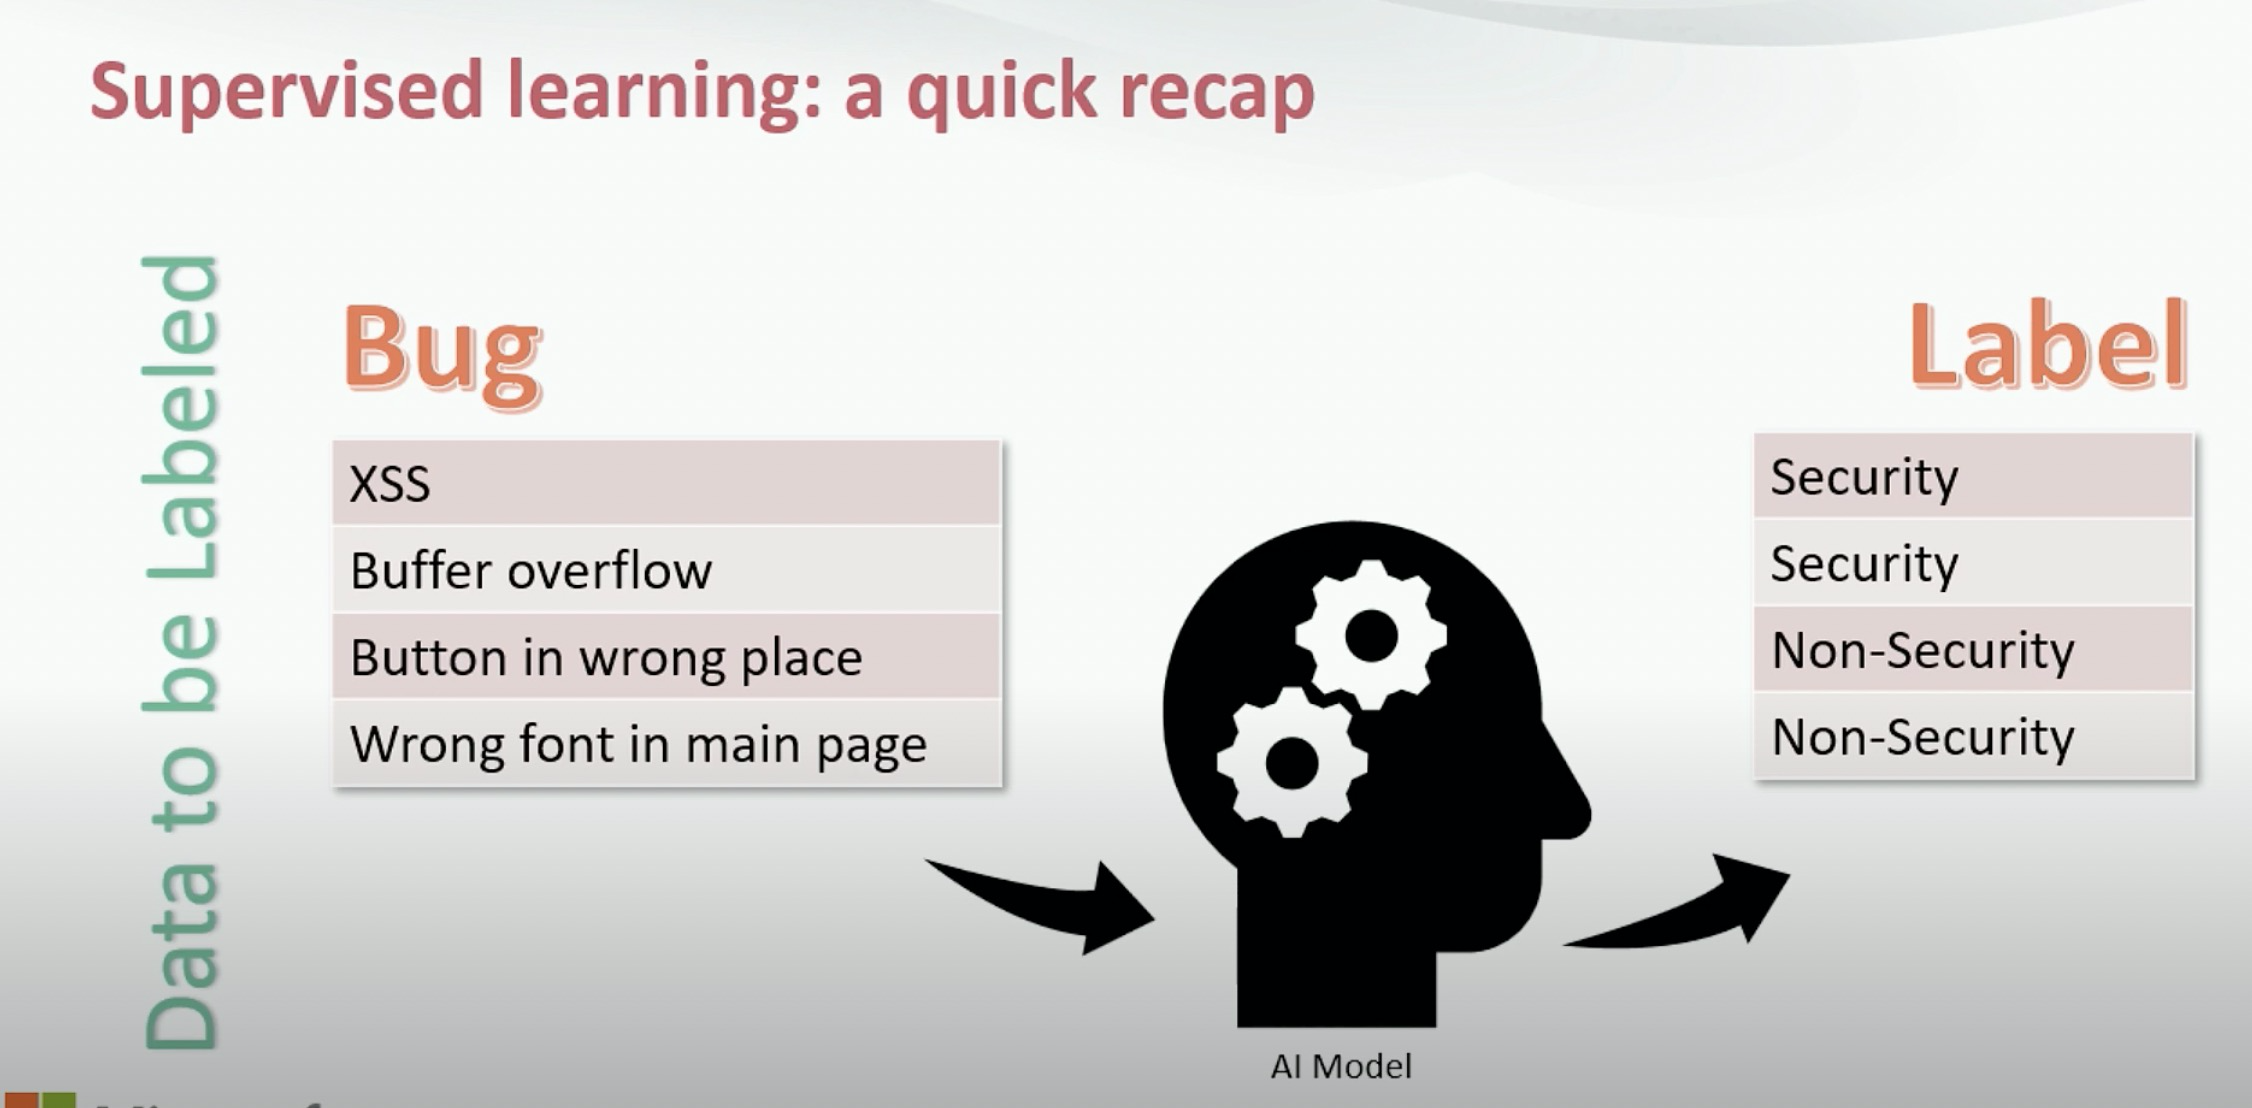 Supervised learning: a quick recap
Data to be Labeled
Bug
XSS
Buffer overflow
Button in wrong place
Wrong font in main page
AI Model
Label
Security
Security
Non-Security
Non-Security